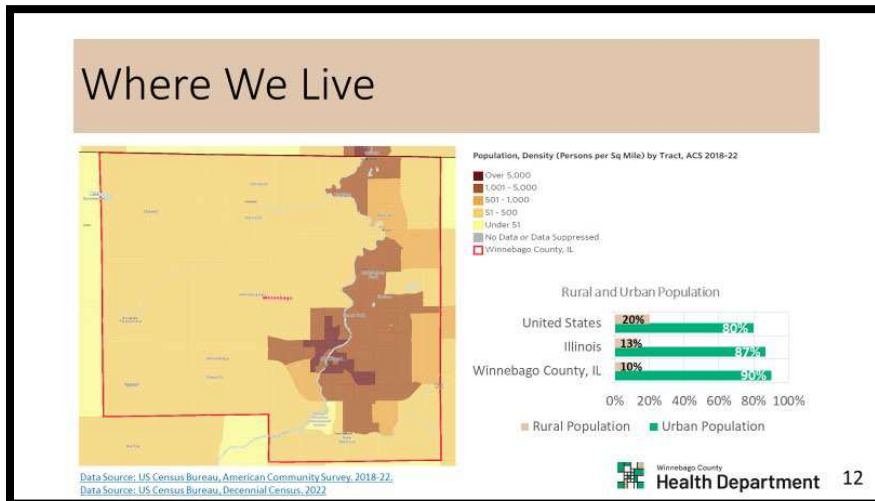 Where We Live
Winnebago
Population, Density (Persons per Sq Mile) by Tract, ACS 2018-22
Over 5,000
1,001 - 5,000
501 - 1,000
51 - 500
Under 51
No Data or Data Suppressed
Winnebago County, IL
Rural and Urban Population
United States
20%
80%
Illinois
13%
87%
Winnebago County, IL
10%
90%
0% 20% 40% 60% 80% 100%
Rural Population Urban Population
Data Source: US Census Bureau, American Community Survey. 2018-22.
Data Source: US Census Bureau, Decennial Census. 2022
Winnebago County
Health Department
12